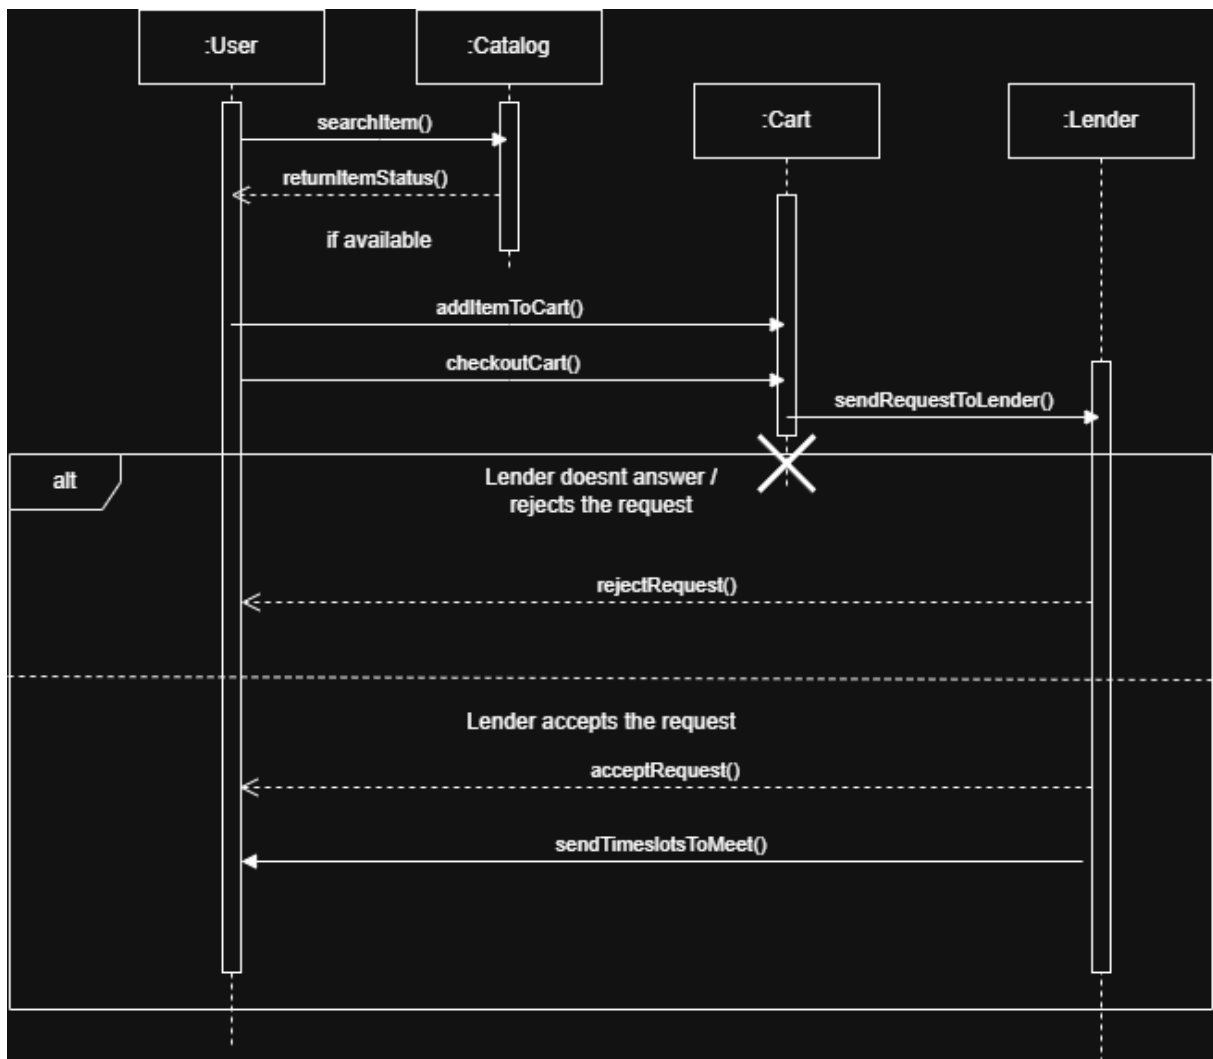 :User
:Catalog
:Cart
:Lender
searchItem()
returnItemStatus()
if available
addItemToCart()
checkoutCart()
sendRequestToLender()
alt
Lender doesnt answer /
rejects the request
rejectRequest()
Lender accepts the request
acceptRequest()
sendTimeslotsToMeet()